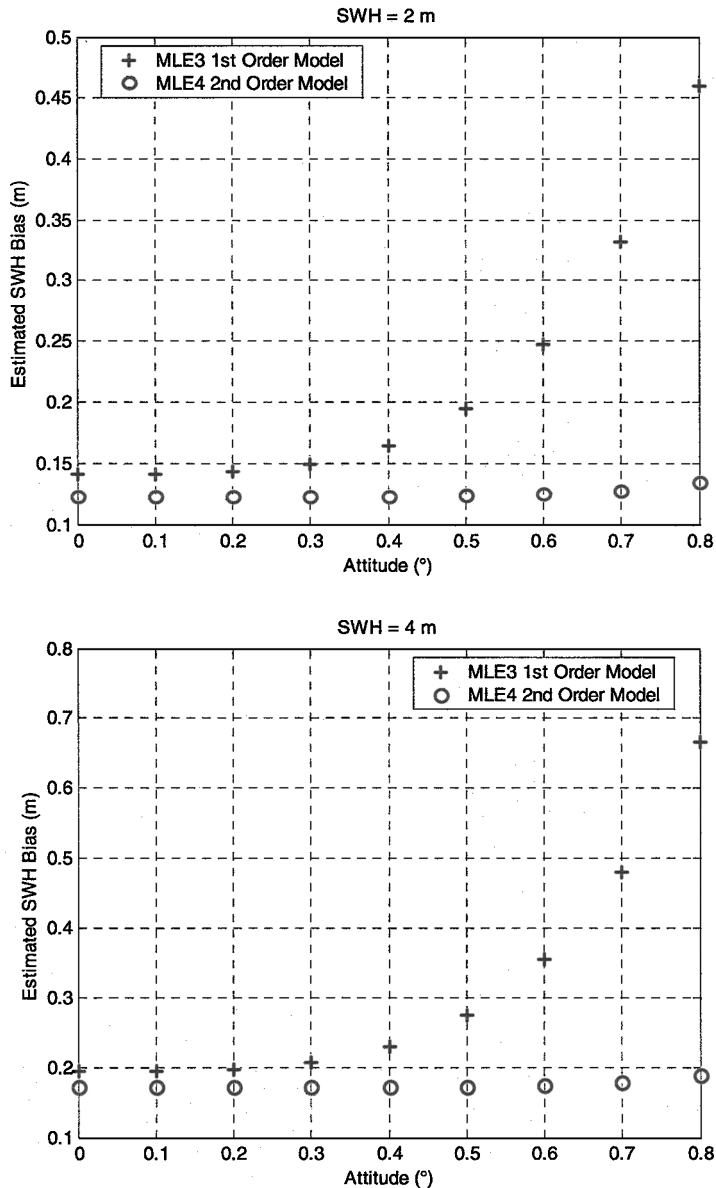 SWH = 2 m
0.5
0.45
0.4
0.35
0.3
0.25
0.2
0.15
0.1
Estimated SWH Bias (m)
MLE3 1st Order Model
MLE4 2nd Order Model
0 0.1 0.2 0.3 0.4 0.5 0.6 0.7 0.8
Attitude (°)
SWH = 4 m
0.8
0.7
0.6
0.5
0.4
0.3
0.2
0.1
Estimated SWH Bias (m)
MLE3 1st Order Model
MLE4 2nd Order Model
0 0.1 0.2 0.3 0.4 0.5 0.6 0.7 0.8
Attitude (°)